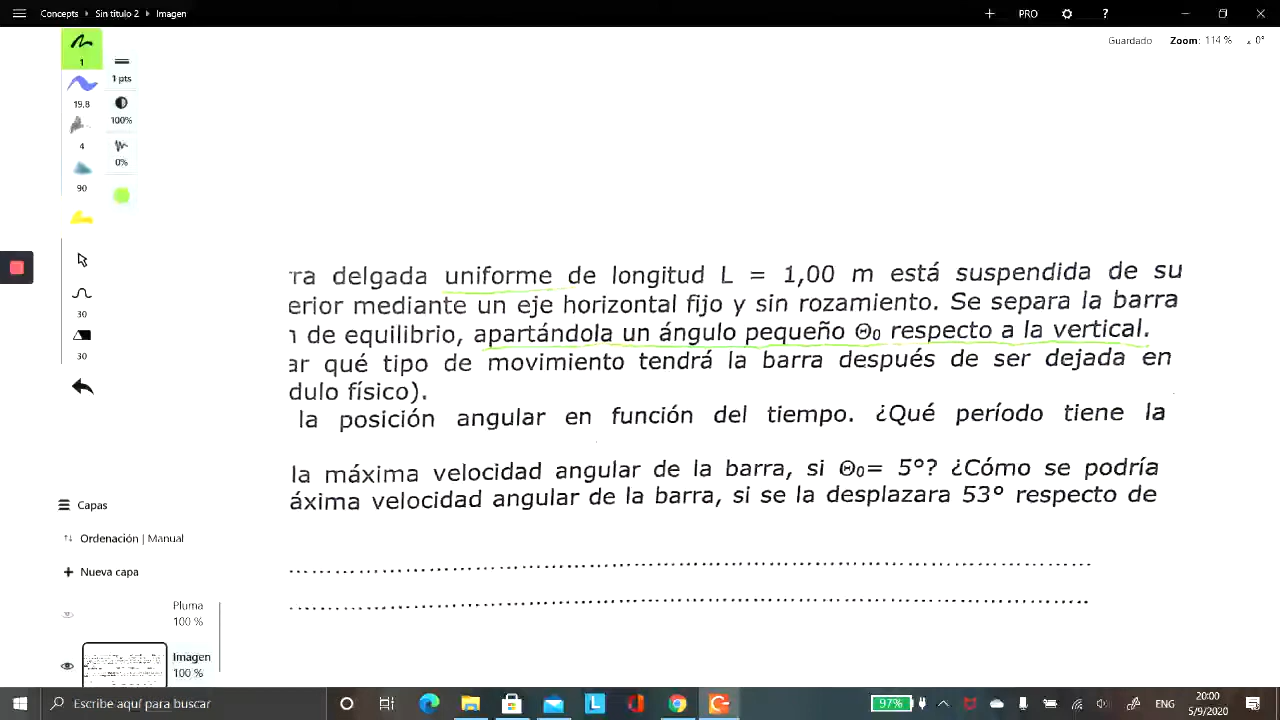 Concepts ▸ Sin título 2 ▸ Imagen
PRO
?
Guardado Zoom: 114 % 0°
1
1 pts
19,8
100%
4
0%
90
30
30
rra delgada uniforme de longitud L = 1,00 m está suspendida de su
erior mediante un eje horizontal fijo y sin rozamiento. Se separa la barra
n de equilibrio, apartándola un ángulo pequeño Θ₀ respecto a la vertical.
ar qué tipo de movimiento tendrá la barra después de ser dejada en
dulo físico).
la posición angular en función del tiempo. ¿Qué período tiene la
la máxima velocidad angular de la barra, si Θ₀= 5°? ¿Cómo se podría
áxima velocidad angular de la barra, si se la desplazara 53° respecto de
Capas
Ordenación | Manual
Nueva capa
Pluma
100 %
Imagen
100 %
Escribe aquí para buscar
97%
ENG
20:00
5/9/2020